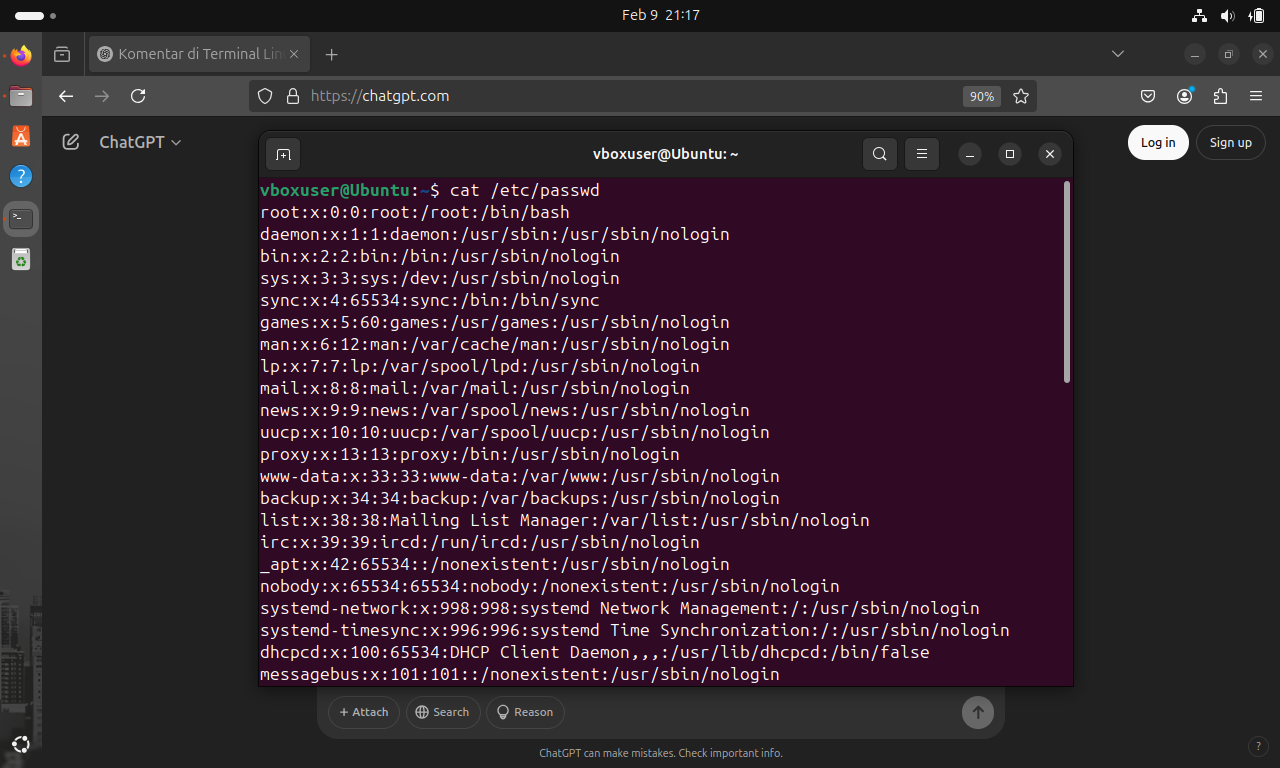 Feb 9 21:17
Komentar di Terminal Lin
https://chatgpt.com
90%
ChatGPT
Log in
Sign up
vboxuser@Ubuntu: ~
vboxuser@Ubuntu:~$ cat /etc/passwd
root:x:0:0:root:/root:/bin/bash
daemon:x:1:1:daemon:/usr/sbin:/usr/sbin/nologin
bin:x:2:2:bin:/bin:/usr/sbin/nologin
sys:x:3:3:sys:/dev:/usr/sbin/nologin
sync:x:4:65534:sync:/bin:/bin/sync
games:x:5:60:games:/usr/games:/usr/sbin/nologin
man:x:6:12:man:/var/cache/man:/usr/sbin/nologin
lp:x:7:7:lp:/var/spool/lpd:/usr/sbin/nologin
mail:x:8:8:mail:/var/mail:/usr/sbin/nologin
news:x:9:9:news:/var/spool/news:/usr/sbin/nologin
uucp:x:10:10:uucp:/var/spool/uucp:/usr/sbin/nologin
proxy:x:13:13:proxy:/bin:/usr/sbin/nologin
www-data:x:33:33:www-data:/var/www:/usr/sbin/nologin
backup:x:34:34:backup:/var/backups:/usr/sbin/nologin
list:x:38:38:Mailing List Manager:/var/list:/usr/sbin/nologin
irc:x:39:39:ircd:/run/ircd:/usr/sbin/nologin
_apt:x:42:65534::/nonexistent:/usr/sbin/nologin
nobody:x:65534:65534:nobody:/nonexistent:/usr/sbin/nologin
systemd-network:x:998:998:systemd Network Management:/:/usr/sbin/nologin
systemd-timesync:x:996:996:systemd Time Synchronization:/:/usr/sbin/nologin
dhcpcd:x:100:65534:DHCP Client Daemon,,,:/usr/lib/dhcpcd:/bin/false
messagebus:x:101:101::/nonexistent:/usr/sbin/nologin
+ Attach
Search
Reason
ChatGPT can make mistakes. Check important info.
?